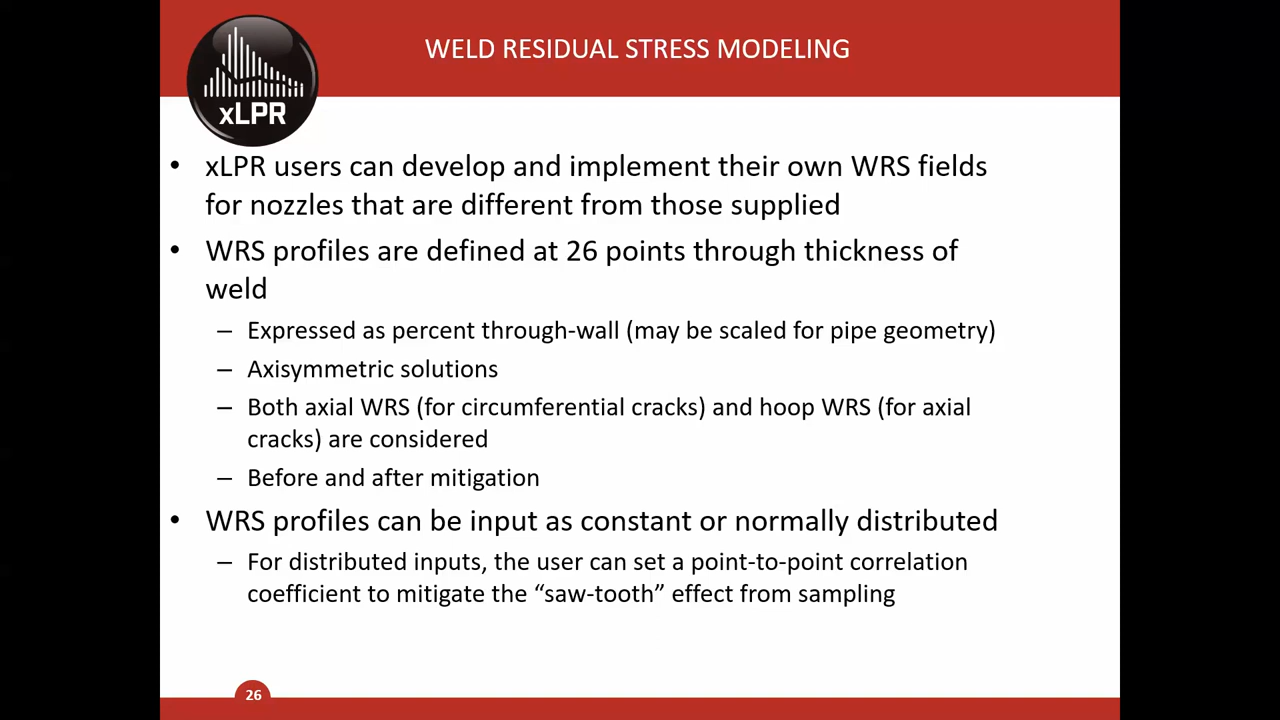 WELD RESIDUAL STRESS MODELING
xLPR
• xLPR users can develop and implement their own WRS fields
for nozzles that are different from those supplied
• WRS profiles are defined at 26 points through thickness of
weld
– Expressed as percent through-wall (may be scaled for pipe geometry)
– Axisymmetric solutions
– Both axial WRS (for circumferential cracks) and hoop WRS (for axial
cracks) are considered
– Before and after mitigation
• WRS profiles can be input as constant or normally distributed
– For distributed inputs, the user can set a point-to-point correlation
coefficient to mitigate the “saw-tooth” effect from sampling
26